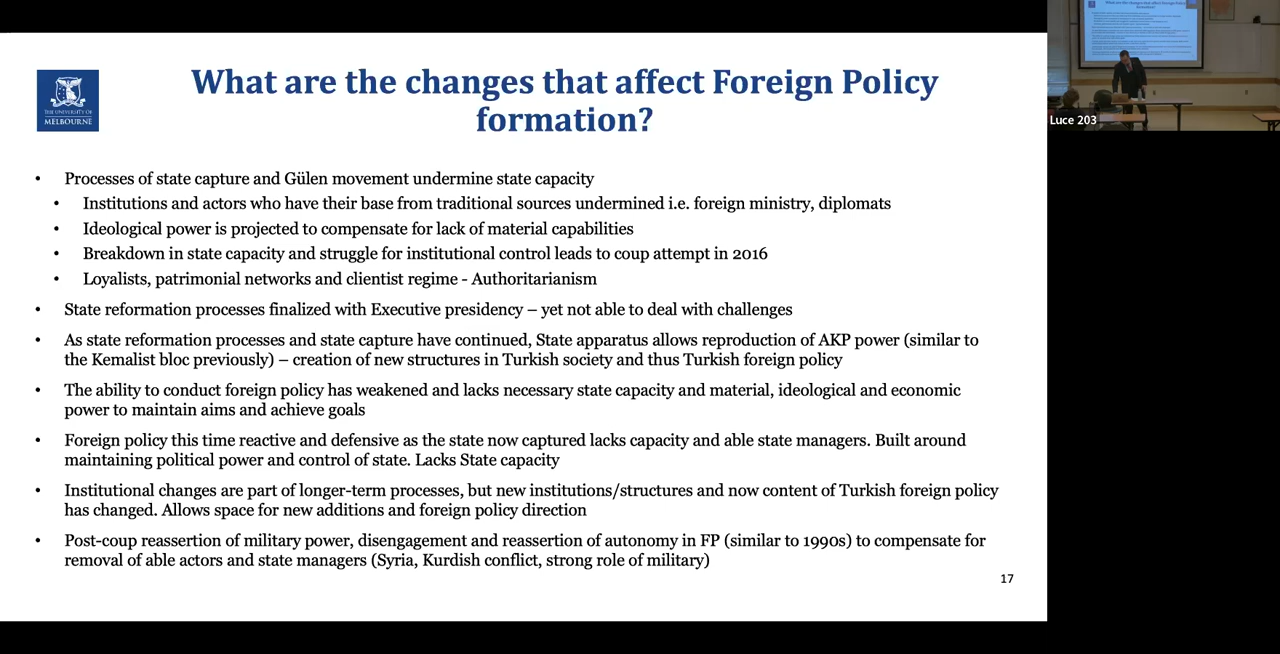 What are the changes that affect Foreign Policy
formation?
THE UNIVERSITY OF
MELBOURNE
• Processes of state capture and Gülen movement undermine state capacity
• Institutions and actors who have their base from traditional sources undermined i.e. foreign ministry, diplomats
• Ideological power is projected to compensate for lack of material capabilities
• Breakdown in state capacity and struggle for institutional control leads to coup attempt in 2016
• Loyalists, patrimonial networks and clientist regime - Authoritarianism
• State reformation processes finalized with Executive presidency – yet not able to deal with challenges
• As state reformation processes and state capture have continued, State apparatus allows reproduction of AKP power (similar to
the Kemalist bloc previously) – creation of new structures in Turkish society and thus Turkish foreign policy
• The ability to conduct foreign policy has weakened and lacks necessary state capacity and material, ideological and economic
power to maintain aims and achieve goals
• Foreign policy this time reactive and defensive as the state now captured lacks capacity and able state managers. Built around
maintaining political power and control of state. Lacks State capacity
• Institutional changes are part of longer-term processes, but new institutions/structures and now content of Turkish foreign policy
has changed. Allows space for new additions and foreign policy direction
• Post-coup reassertion of military power, disengagement and reassertion of autonomy in FP (similar to 1990s) to compensate for
removal of able actors and state managers (Syria, Kurdish conflict, strong role of military)
17
What are the changes that affect Foreign Policy
formation?
Luce 203